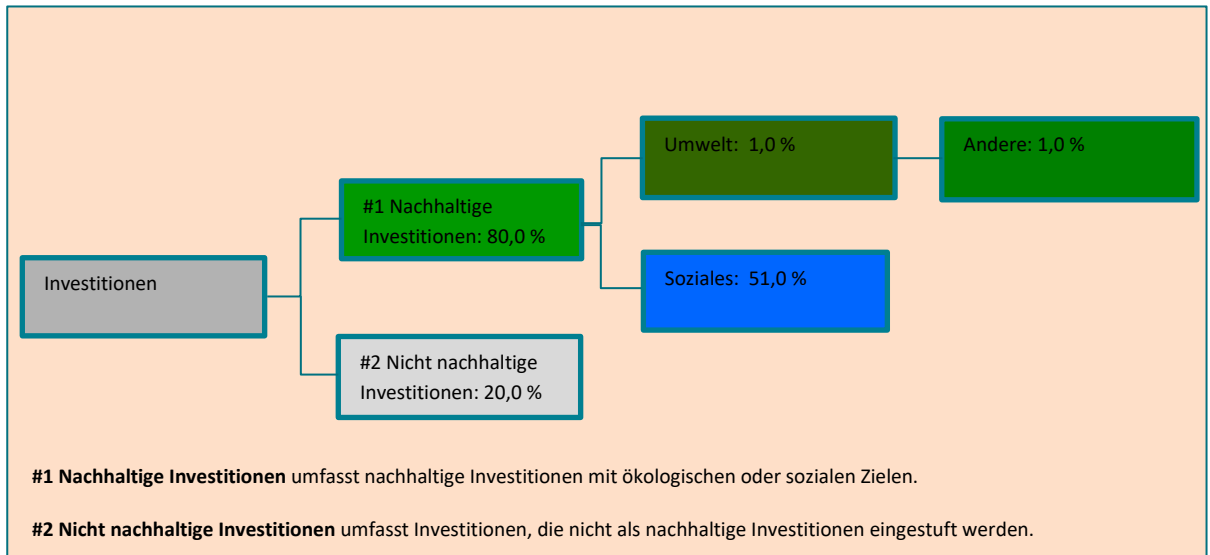 Umwelt: 1,0 %
Andere: 1,0 %
#1 Nachhaltige
Investitionen: 80,0 %
Investitionen
Soziales: 51,0 %
#2 Nicht nachhaltige
Investitionen: 20,0 %
#1 Nachhaltige Investitionen umfasst nachhaltige Investitionen mit ökologischen oder sozialen Zielen.
#2 Nicht nachhaltige Investitionen umfasst Investitionen, die nicht als nachhaltige Investitionen eingestuft werden.